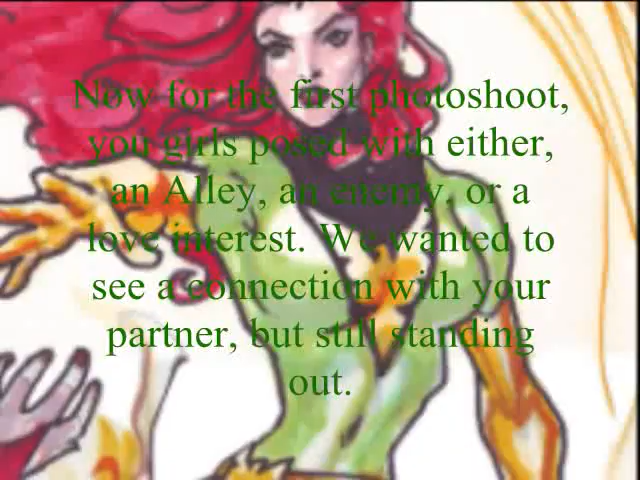 Now for the first photoshoot,
you girls posed with either,
an Alley, an enemy, or a
love interest. We wanted to
see a connection with your
partner, but still standing
out.